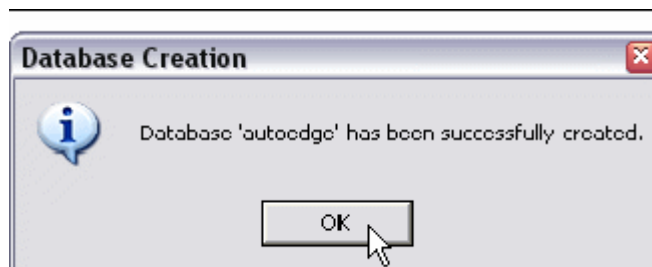 Database Creation
Database 'autoedge' has been successfully created.
OK